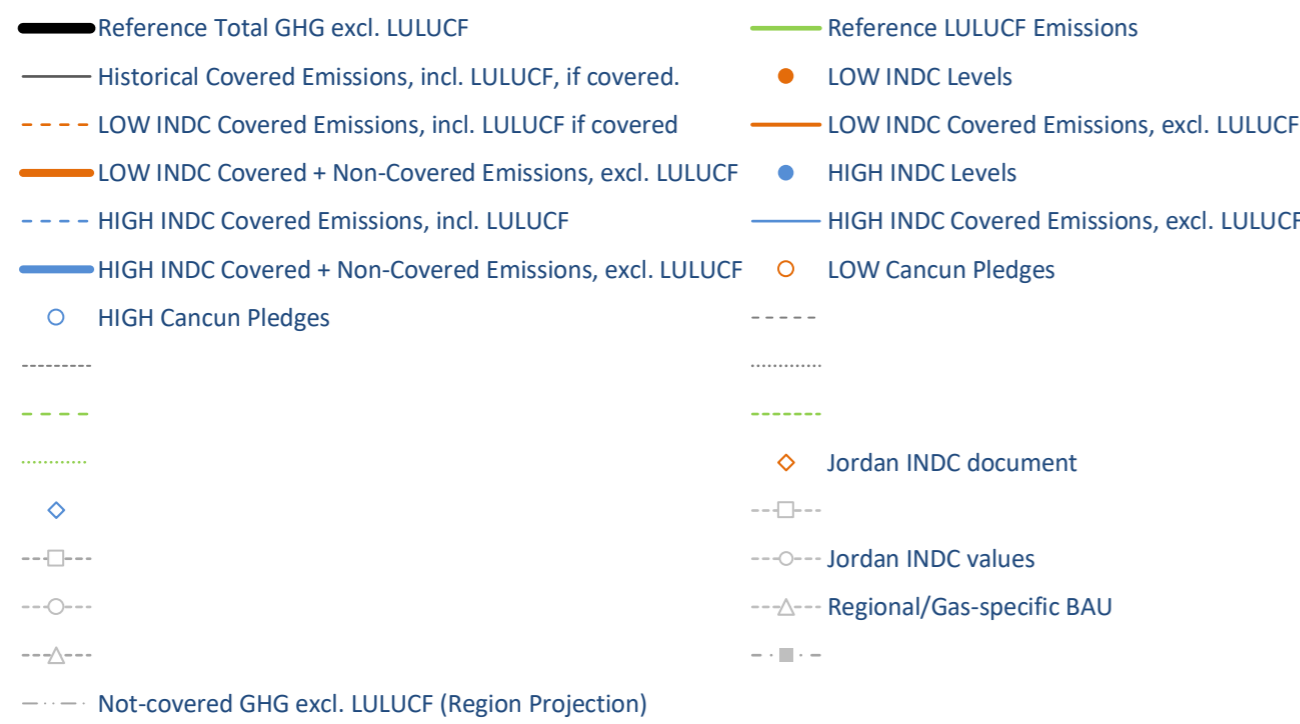 Reference Total GHG excl. LULUCF
Reference LULUCF Emissions
Historical Covered Emissions, incl. LULUCF, if covered.
LOW INDC Levels
LOW INDC Covered Emissions, incl. LULUCF if covered
LOW INDC Covered Emissions, excl. LULUCF
LOW INDC Covered + Non-Covered Emissions, excl. LULUCF
HIGH INDC Levels
HIGH INDC Covered Emissions, incl. LULUCF
HIGH INDC Covered Emissions, excl. LULUCF
HIGH INDC Covered + Non-Covered Emissions, excl. LULUCF
LOW Cancun Pledges
HIGH Cancun Pledges
Jordan INDC document
Jordan INDC values
Regional/Gas-specific BAU
Not-covered GHG excl. LULUCF (Region Projection)